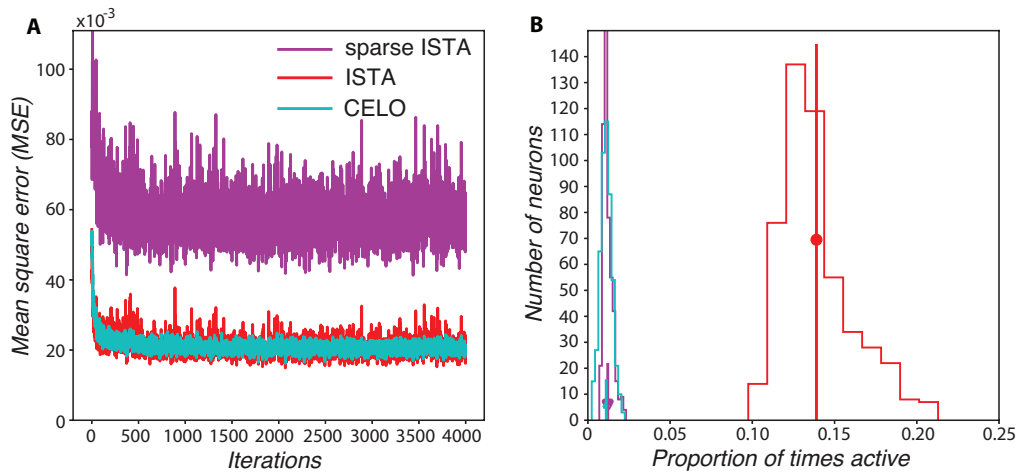 A
x10⁻³
100
80
60
40
20
0
Mean square error (MSE)
sparse ISTA
ISTA
CELO
0 500 1000 1500 2000 2500 3000 3500 4000
Iterations
B
140
130
120
110
100
90
80
70
60
50
40
30
20
10
0
Number of neurons
0 0.05 0.10 0.15 0.20 0.25
Proportion of times active